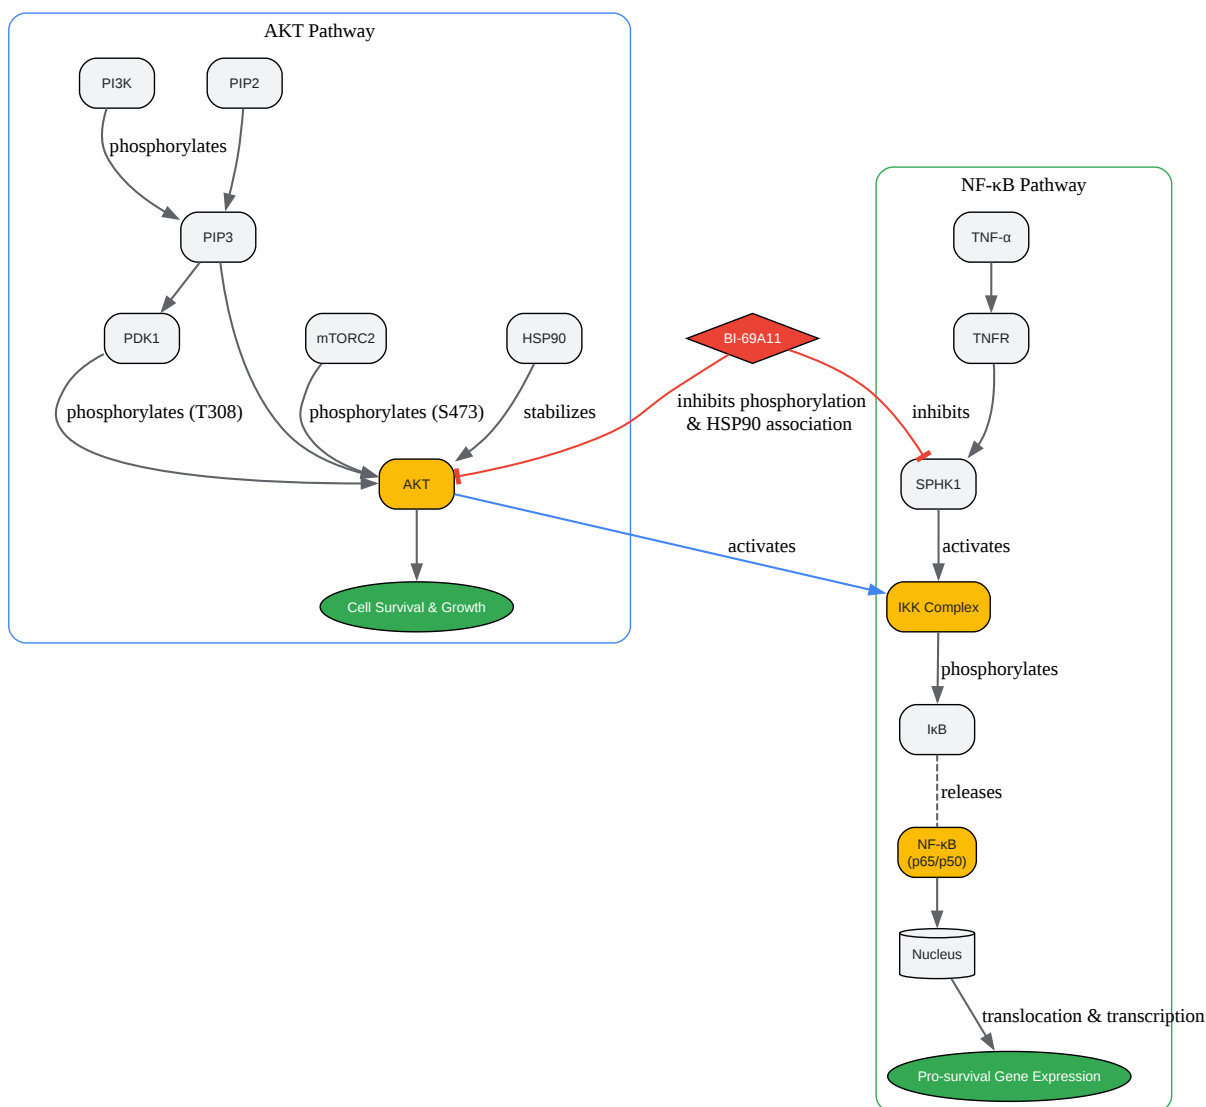 AKT Pathway
PI3K
PIP2
phosphorylates
PIP3
PDK1
mTORC2
HSP90
phosphorylates (T308)
phosphorylates (S473)
stabilizes
AKT
Cell Survival & Growth
BI-69A11
inhibits phosphorylation
& HSP90 association
inhibits
activates
NF-κB Pathway
TNF-α
TNFR
SPHK1
activates
IKK Complex
phosphorylates
IκB
releases
NF-κB
(p65/p50)
Nucleus
translocation & transcription
Pro-survival Gene Expression